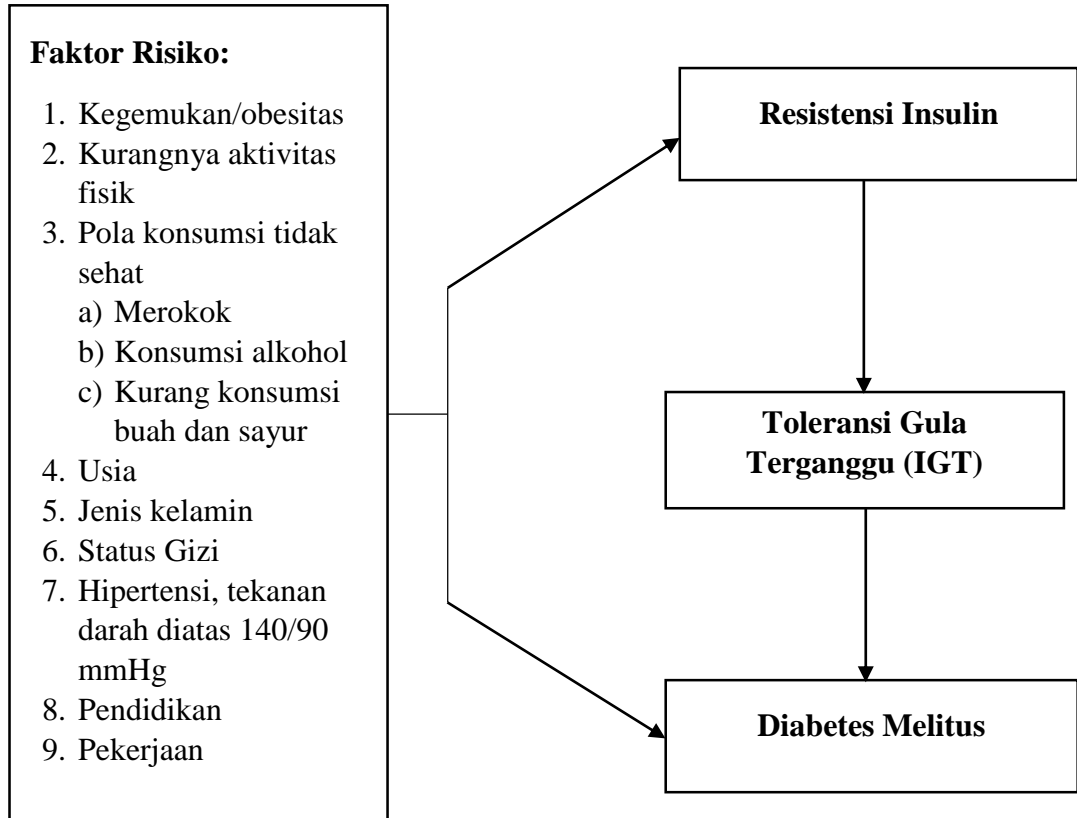 Faktor Risiko:
1. Kegemukan/obesitas
2. Kurangnya aktivitas
fisik
3. Pola konsumsi tidak
sehat
a) Merokok
b) Konsumsi alkohol
c) Kurang konsumsi
buah dan sayur
4. Usia
5. Jenis kelamin
6. Status Gizi
7. Hipertensi, tekanan
darah diatas 140/90
mmHg
8. Pendidikan
9. Pekerjaan
Resistensi Insulin
Toleransi Gula
Terganggu (IGT)
Diabetes Melitus